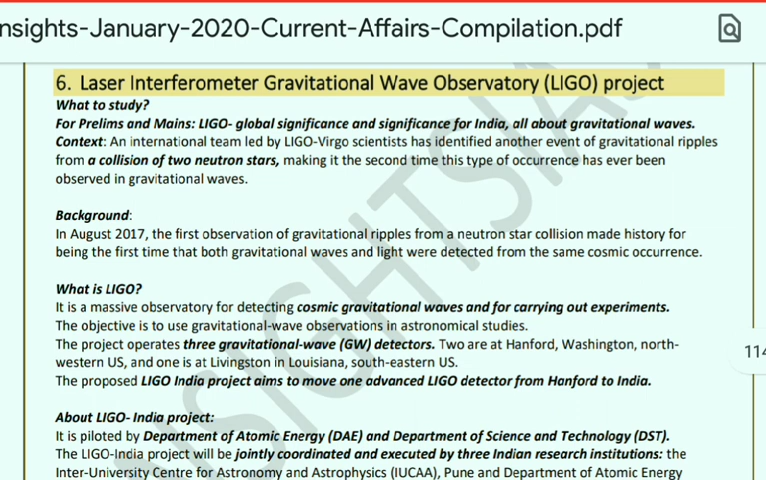 nsights-January-2020-Current-Affairs-Compilation.pdf
6. Laser Interferometer Gravitational Wave Observatory (LIGO) project
What to study?
For Prelims and Mains: LIGO- global significance and significance for India, all about gravitational waves.
Context: An international team led by LIGO-Virgo scientists has identified another event of gravitational ripples
from a collision of two neutron stars, making it the second time this type of occurrence has ever been
observed in gravitational waves.
Background:
In August 2017, the first observation of gravitational ripples from a neutron star collision made history for
being the first time that both gravitational waves and light were detected from the same cosmic occurrence.
What is LIGO?
It is a massive observatory for detecting cosmic gravitational waves and for carrying out experiments.
The objective is to use gravitational-wave observations in astronomical studies.
The project operates three gravitational-wave (GW) detectors. Two are at Hanford, Washington, north-
western US, and one is at Livingston in Louisiana, south-eastern US.
114
The proposed LIGO India project aims to move one advanced LIGO detector from Hanford to India.
About LIGO- India project:
It is piloted by Department of Atomic Energy (DAE) and Department of Science and Technology (DST).
The LIGO-India project will be jointly coordinated and executed by three Indian research institutions: the
Inter-University Centre for Astronomy and Astrophysics (IUCAA), Pune and Department of Atomic Energy
INSIGHTSIAS